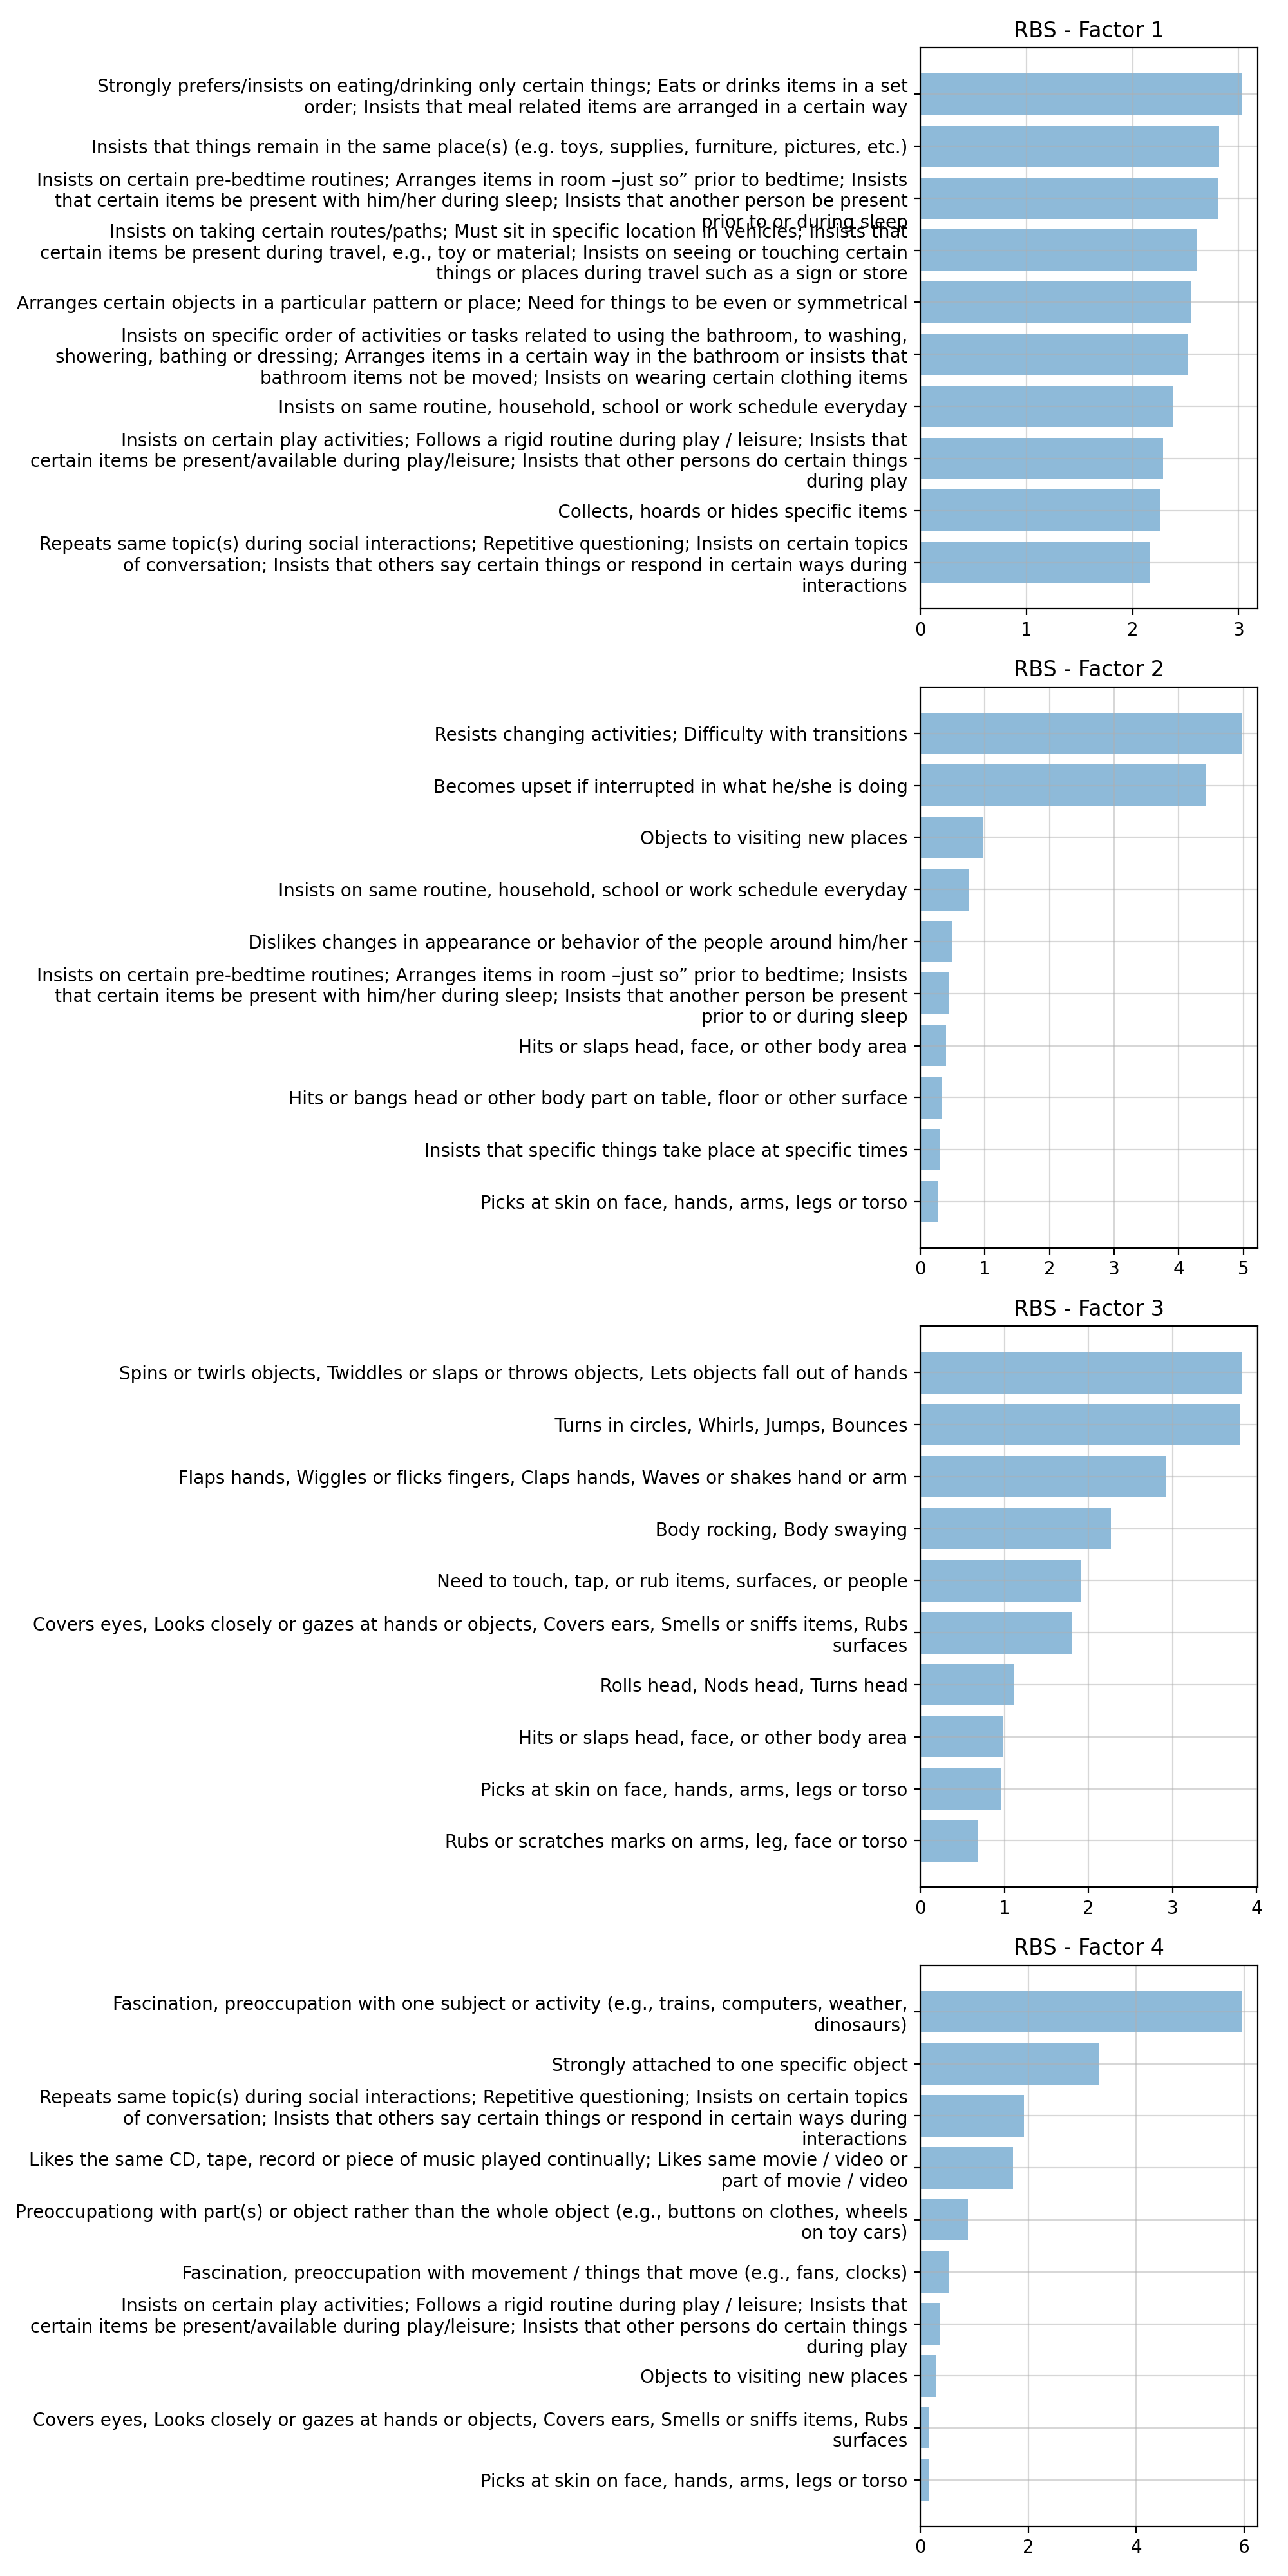 RBS - Factor 1
Strongly prefers/insists on eating/drinking only certain things; Eats or drinks items in a set
order; Insists that meal related items are arranged in a certain way
Insists that things remain in the same place(s) (e.g. toys, supplies, furniture, pictures, etc.)
Insists on certain pre-bedtime routines; Arranges items in room –just so” prior to bedtime; Insists
that certain items be present with him/her during sleep; Insists that another person be present
prior to or during sleep
Insists on taking certain routes/paths; Must sit in specific location in vehicles; Insists that
certain items be present during travel, e.g., toy or material; Insists on seeing or touching certain
things or places during travel such as a sign or store
Arranges certain objects in a particular pattern or place; Need for things to be even or symmetrical
Insists on specific order of activities or tasks related to using the bathroom, to washing,
showering, bathing or dressing; Arranges items in a certain way in the bathroom or insists that
bathroom items not be moved; Insists on wearing certain clothing items
Insists on same routine, household, school or work schedule everyday
Insists on certain play activities; Follows a rigid routine during play / leisure; Insists that
certain items be present/available during play/leisure; Insists that other persons do certain things
during play
Collects, hoards or hides specific items
Repeats same topic(s) during social interactions; Repetitive questioning; Insists on certain topics
of conversation; Insists that others say certain things or respond in certain ways during
interactions
0 1 2 3
RBS - Factor 2
Resists changing activities; Difficulty with transitions
Becomes upset if interrupted in what he/she is doing
Objects to visiting new places
Insists on same routine, household, school or work schedule everyday
Dislikes changes in appearance or behavior of the people around him/her
Insists on certain pre-bedtime routines; Arranges items in room –just so” prior to bedtime; Insists
that certain items be present with him/her during sleep; Insists that another person be present
prior to or during sleep
Hits or slaps head, face, or other body area
Hits or bangs head or other body part on table, floor or other surface
Insists that specific things take place at specific times
Picks at skin on face, hands, arms, legs or torso
0 1 2 3 4 5
RBS - Factor 3
Spins or twirls objects, Twiddles or slaps or throws objects, Lets objects fall out of hands
Turns in circles, Whirls, Jumps, Bounces
Flaps hands, Wiggles or flicks fingers, Claps hands, Waves or shakes hand or arm
Body rocking, Body swaying
Need to touch, tap, or rub items, surfaces, or people
Covers eyes, Looks closely or gazes at hands or objects, Covers ears, Smells or sniffs items, Rubs
surfaces
Rolls head, Nods head, Turns head
Hits or slaps head, face, or other body area
Picks at skin on face, hands, arms, legs or torso
Rubs or scratches marks on arms, leg, face or torso
0 1 2 3 4
RBS - Factor 4
Fascination, preoccupation with one subject or activity (e.g., trains, computers, weather,
dinosaurs)
Strongly attached to one specific object
Repeats same topic(s) during social interactions; Repetitive questioning; Insists on certain topics
of conversation; Insists that others say certain things or respond in certain ways during
interactions
Likes the same CD, tape, record or piece of music played continually; Likes same movie / video or
part of movie / video
Preoccupationg with part(s) or object rather than the whole object (e.g., buttons on clothes, wheels
on toy cars)
Fascination, preoccupation with movement / things that move (e.g., fans, clocks)
Insists on certain play activities; Follows a rigid routine during play / leisure; Insists that
certain items be present/available during play/leisure; Insists that other persons do certain things
during play
Objects to visiting new places
Covers eyes, Looks closely or gazes at hands or objects, Covers ears, Smells or sniffs items, Rubs
surfaces
Picks at skin on face, hands, arms, legs or torso
0 2 4 6